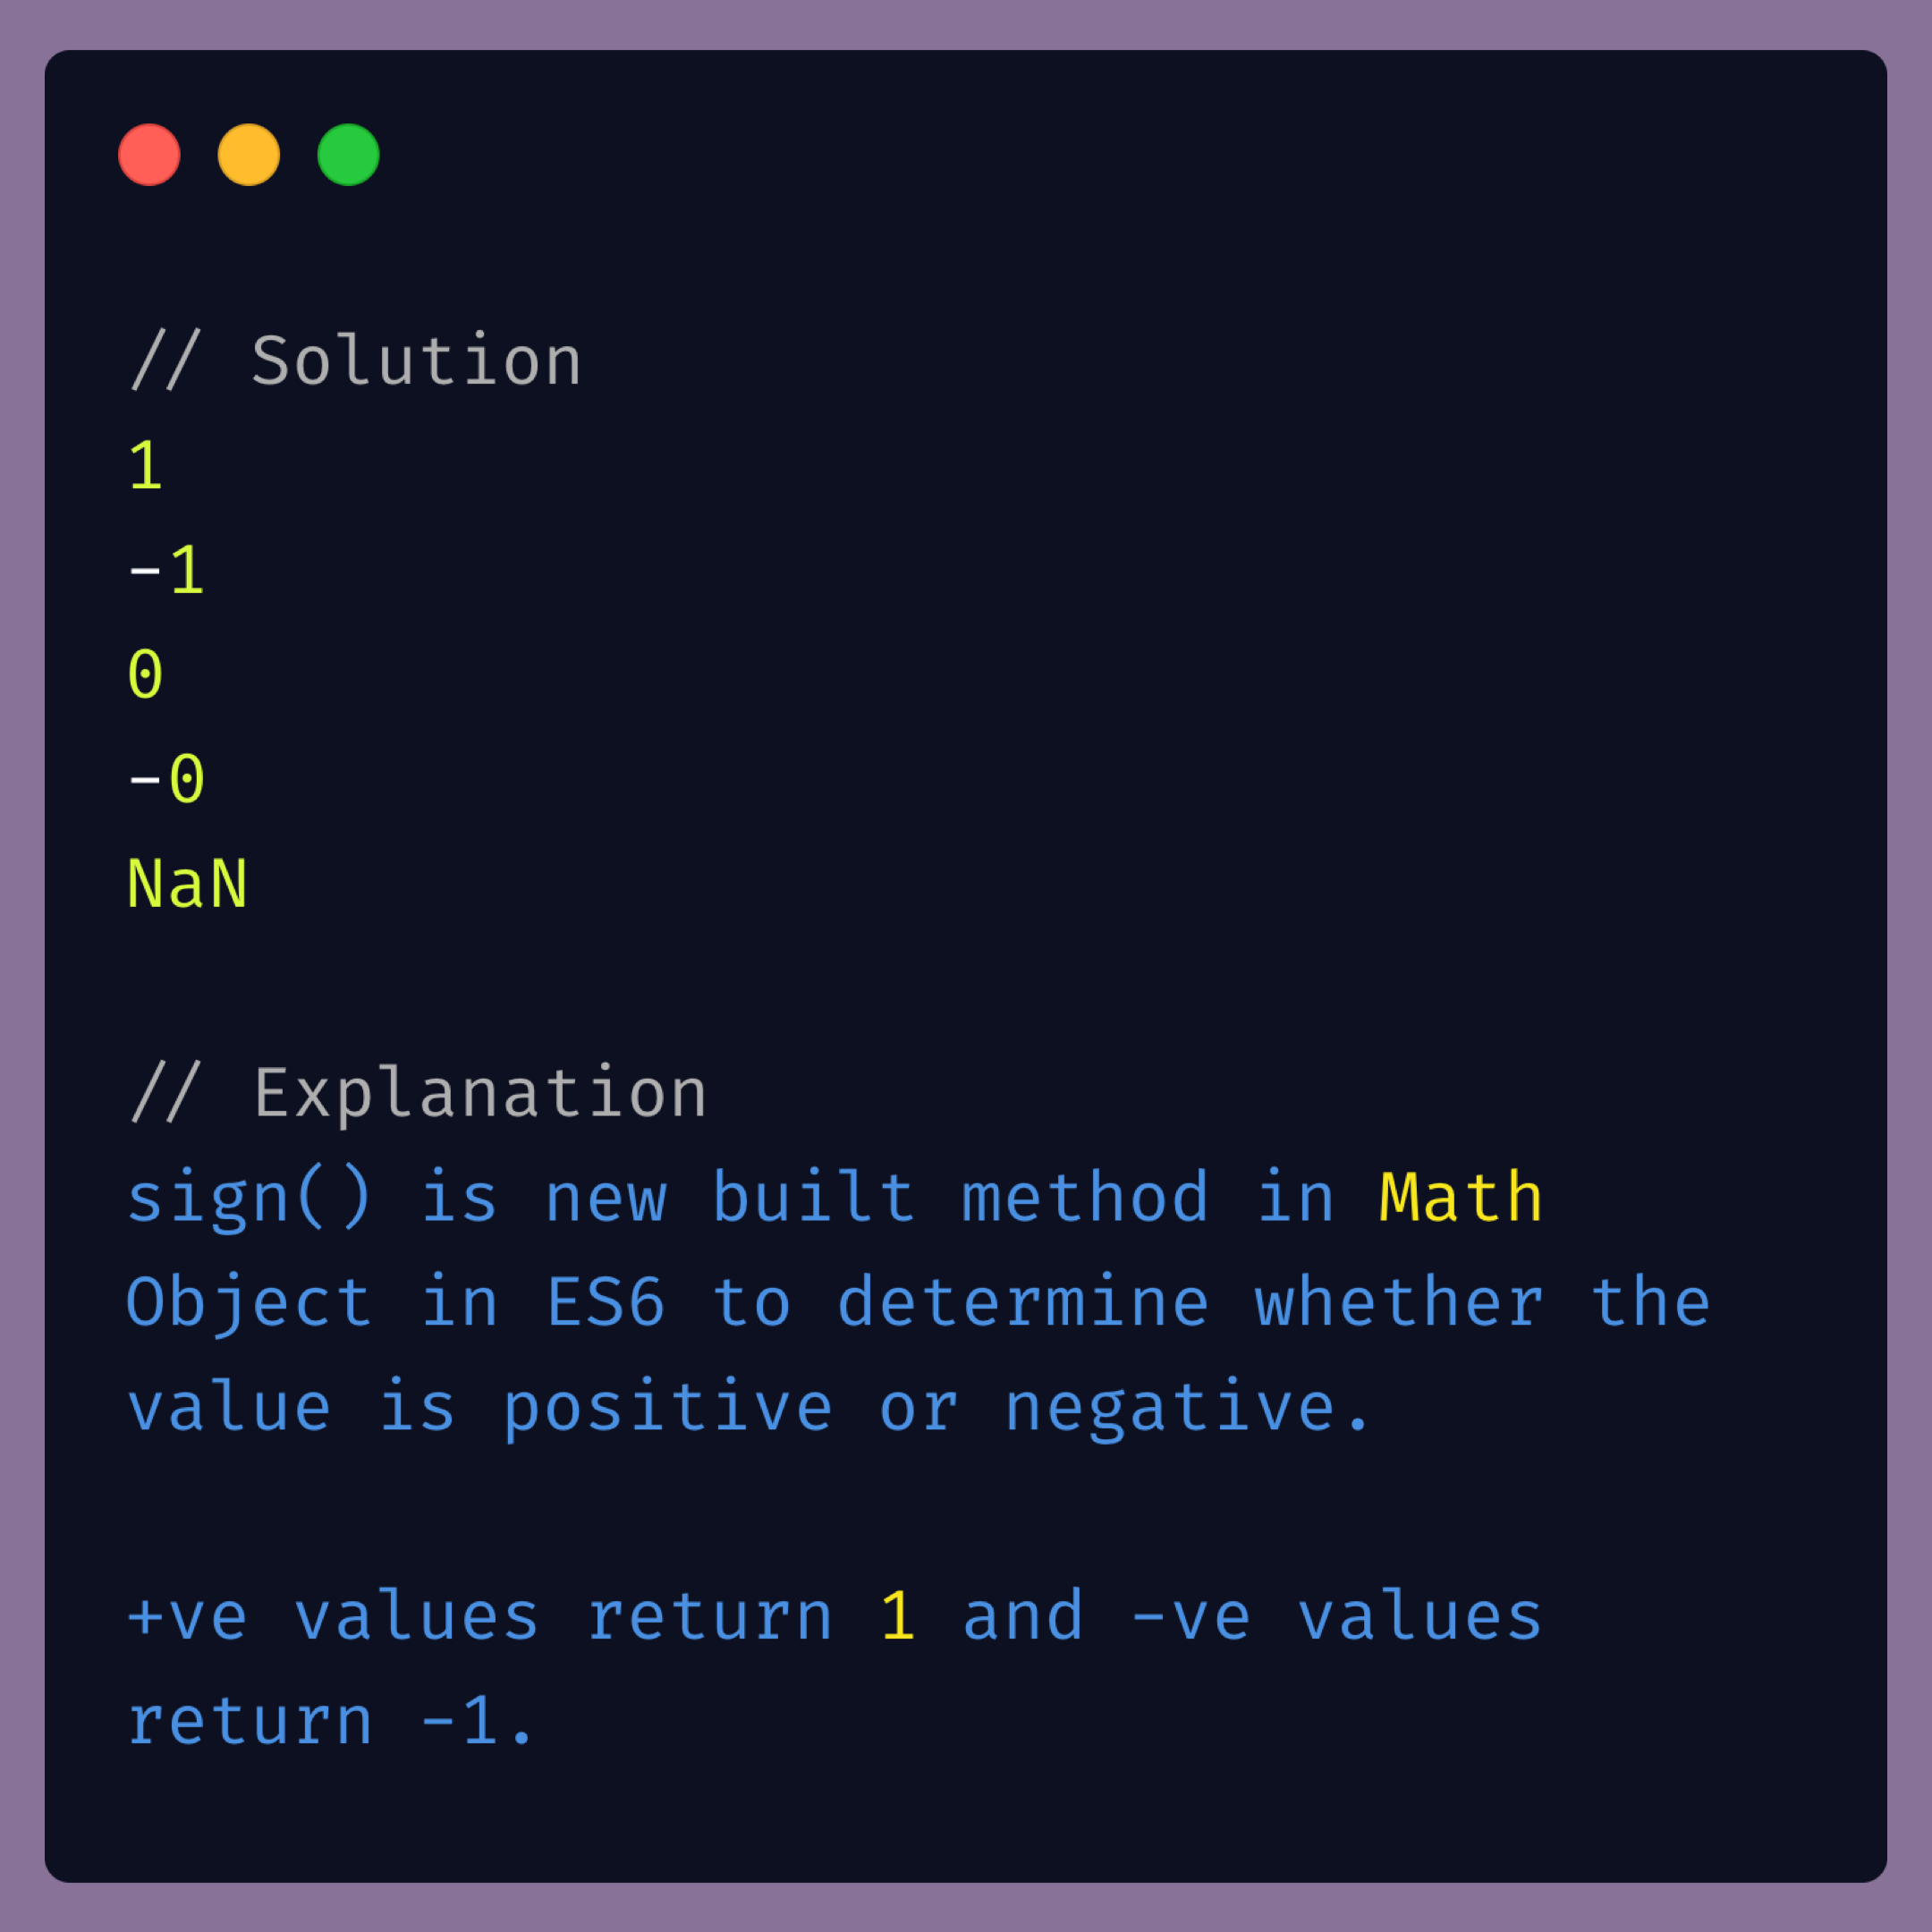 // Solution
1
-1
0
-0
NaN
// Explanation
sign() is new built method in Math
Object in ES6 to determine whether the
value is positive or negative.
+ve values return 1 and -ve values
return -1.